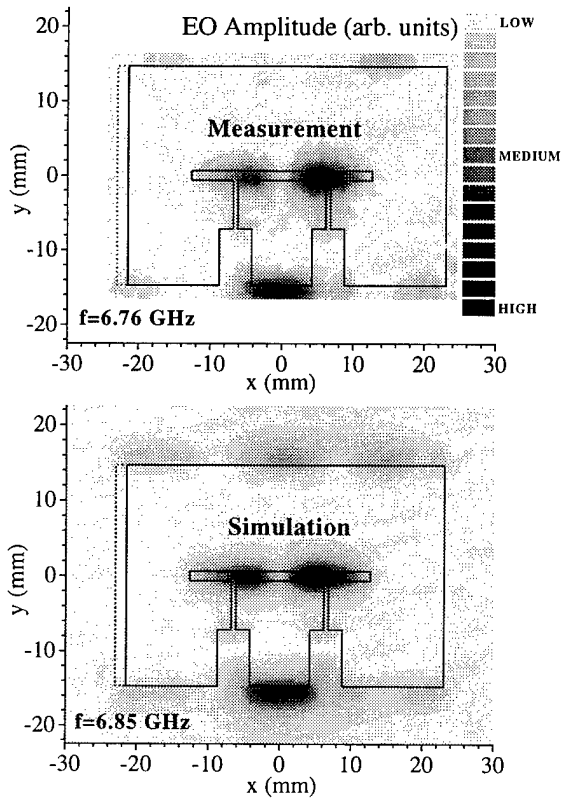 EO Amplitude (arb. units)
LOW
MEDIUM
HIGH
20
10
0
-10
-20
y (mm)
Measurement
f=6.76 GHz
-30 -20 -10 0 10 20 30
x (mm)
20
10
0
-10
-20
y (mm)
Simulation
f=6.85 GHz
-30 -20 -10 0 10 20 30
x (mm)